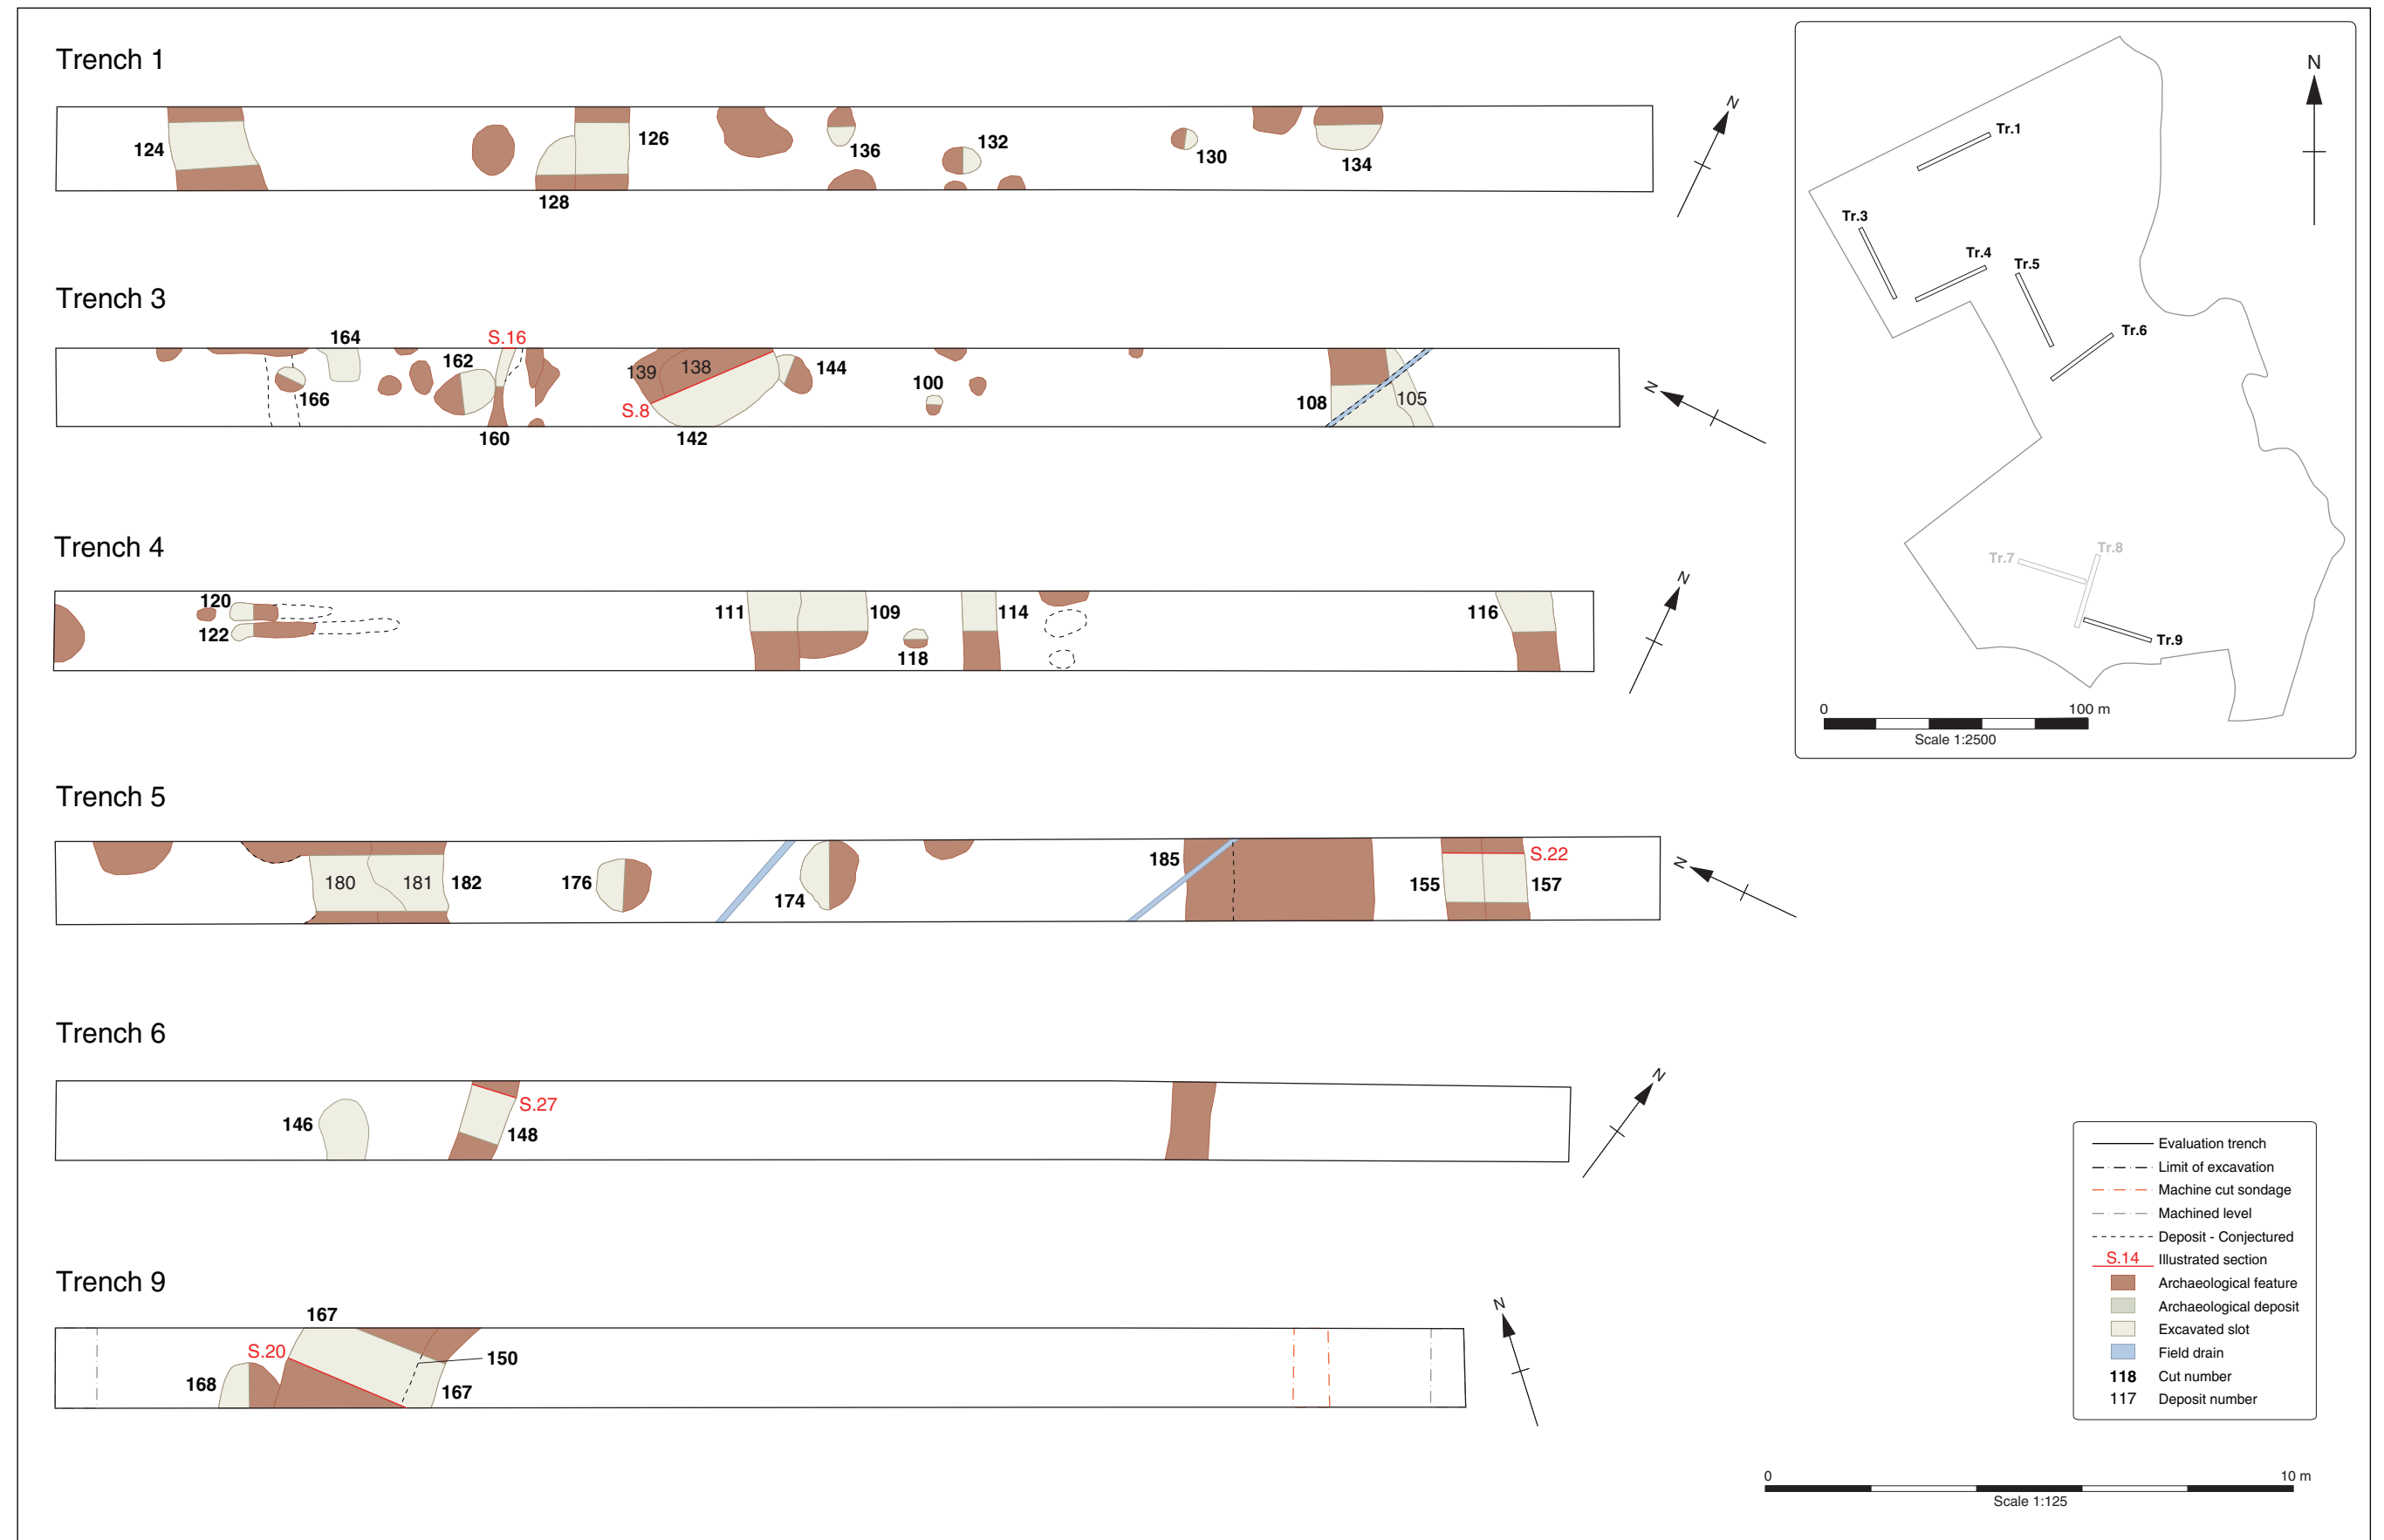 Trench 1
124
128
126
136
132
130
134
N
Trench 3
164
166
162
S.16
160
139
138
S.8
142
144
100
108
105
N
Trench 4
120
122
111
109
118
114
116
N
Trench 5
180
181
182
176
174
185
155
S.22
157
N
Trench 6
146
S.27
148
N
Trench 9
167
S.20
168
150
167
N
N
Tr.1
Tr.3
Tr.4
Tr.5
Tr.6
Tr.7
Tr.8
Tr.9
0 100 m
Scale 1:2500
Evaluation trench
Limit of excavation
Machine cut sondage
Machined level
Deposit - Conjectured
S.14 Illustrated section
Archaeological feature
Archaeological deposit
Excavated slot
Field drain
118 Cut number
117 Deposit number
0 10 m
Scale 1:125